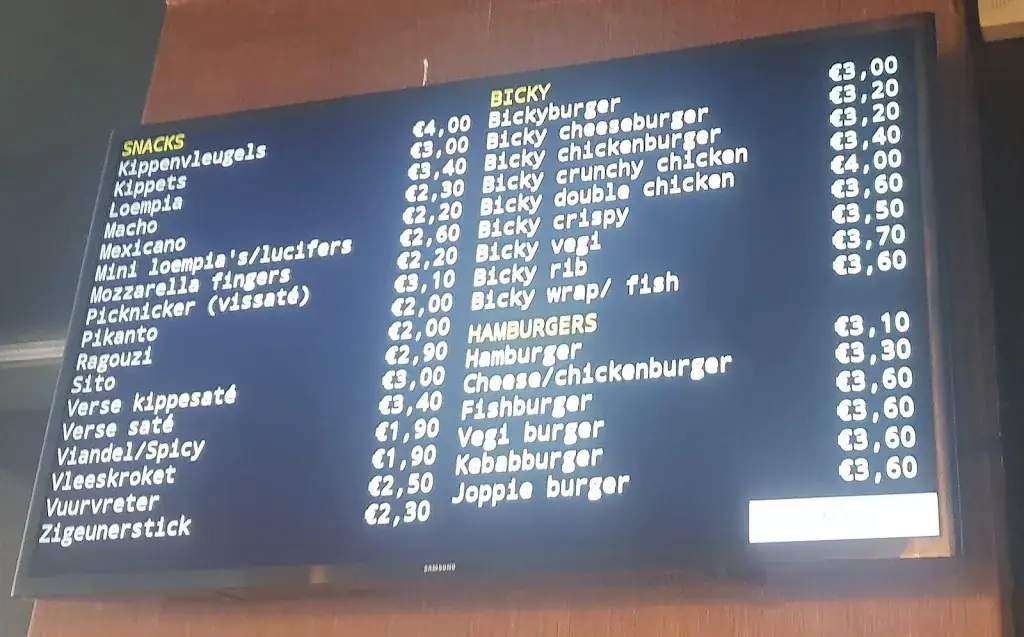 SNACKS
Kippenvleugels €4,00
Kippets €3,00
Loempia €3,40
Macho €2,30
Mexicano €2,20
Mini loempia's/lucifers €2,60
Mozzarella fingers €2,20
Picknicker (vissaté) €3,10
Pikanto €2,00
Ragouzi €2,00
Sito €2,90
Verse kippesaté €3,00
Verse saté €3,40
Viandel/Spicy €1,90
Vleeskroket €1,90
Vuurvreter €2,50
Zigeunerstick €2,30
BICKY
Bickyburger €3,00
Bicky cheeseburger €3,20
Bicky chickenburger €3,20
Bicky crunchy chicken €3,40
Bicky double chicken €4,00
Bicky crispy €3,60
Bicky vegi €3,50
Bicky rib €3,70
Bicky wrap/ fish €3,60
HAMBURGERS
Hamburger €3,10
Cheese/chickenburger €3,30
Fishburger €3,60
Vegi burger €3,60
Kebabburger €3,60
Joppie burger €3,60
SAMSUNG